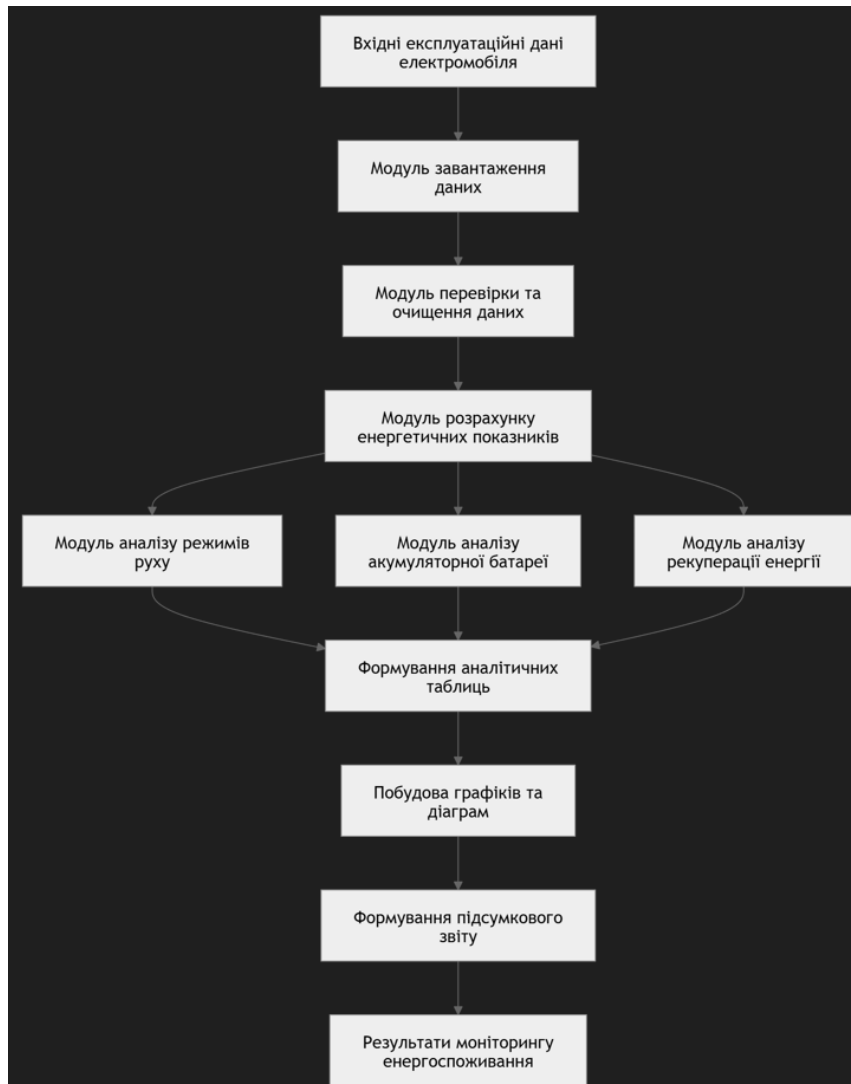 Вхідні експлуатаційні дані
електромобіля
Модуль завантаження
даних
Модуль перевірки та
очищення даних
Модуль розрахунку
енергетичних показників
Модуль аналізу режимів
руху
Модуль аналізу
акумуляторної батареї
Модуль аналізу
рекуперації енергії
Формування аналітичних
таблиць
Побудова графіків та
діаграм
Формування підсумкового
звіту
Результати моніторингу
енергоспоживання